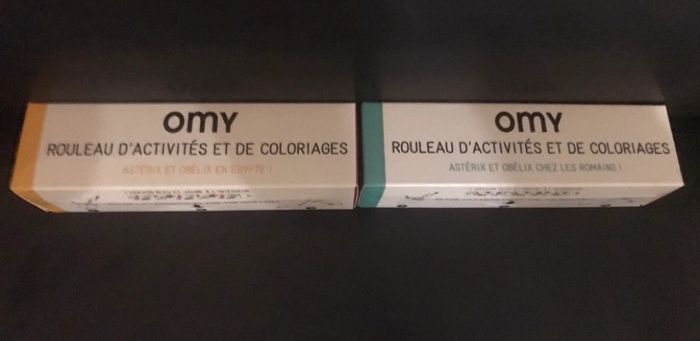 omy
ROULEAU D'ACTIVITÉS ET DE COLORIAGES
ASTÉRIX ET OBÉLIX EN ÉGYPTE !
omy
ROULEAU D'ACTIVITÉS ET DE COLORIAGES
ASTÉRIX ET OBÉLIX CHEZ LES ROMAINS !